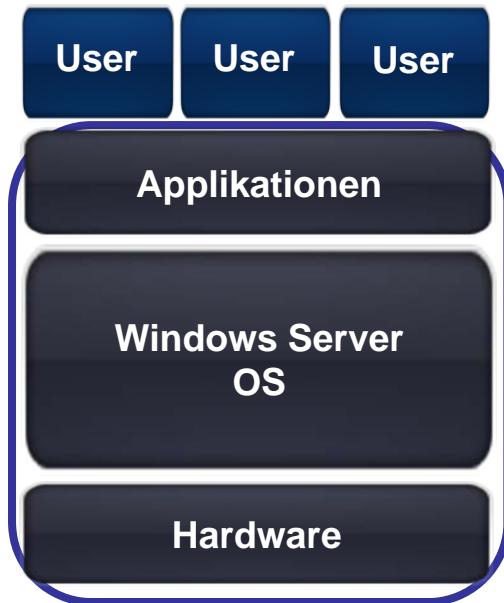 User User User
Applikationen
Windows Server
OS
Hardware